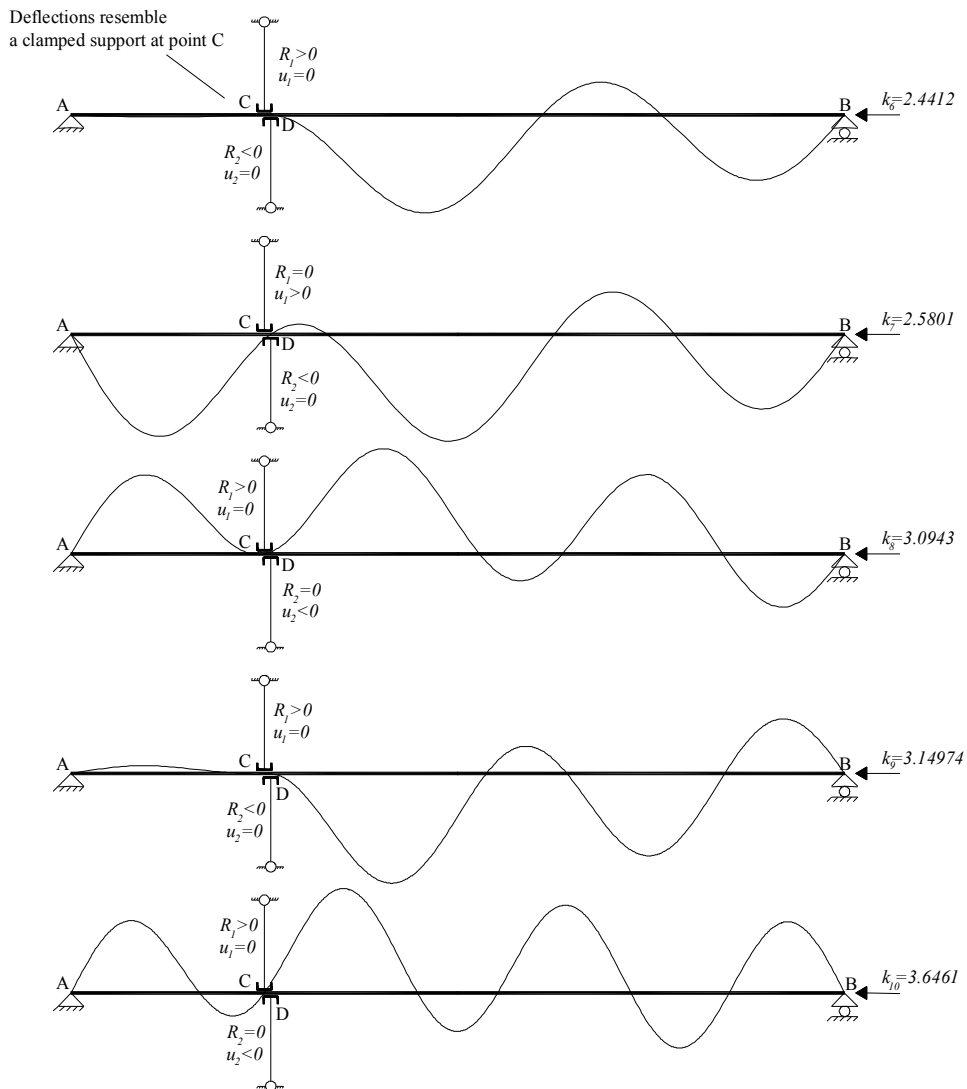 Deflections resemble
a clamped support at point C
R₁>0
u₁=0
A
C
B
k₆=2.4412
D
R₂<0
u₂=0
R₁=0
u₁>0
A
C
B
k₇=2.5801
D
R₂<0
u₂=0
R₁>0
u₁=0
A
C
B
k₈=3.0943
D
R₂=0
u₂<0
R₁>0
u₁=0
A
C
B
k₉=3.14974
D
R₂<0
u₂=0
R₁>0
u₁=0
A
C
B
k₁₀=3.6461
D
R₂=0
u₂<0